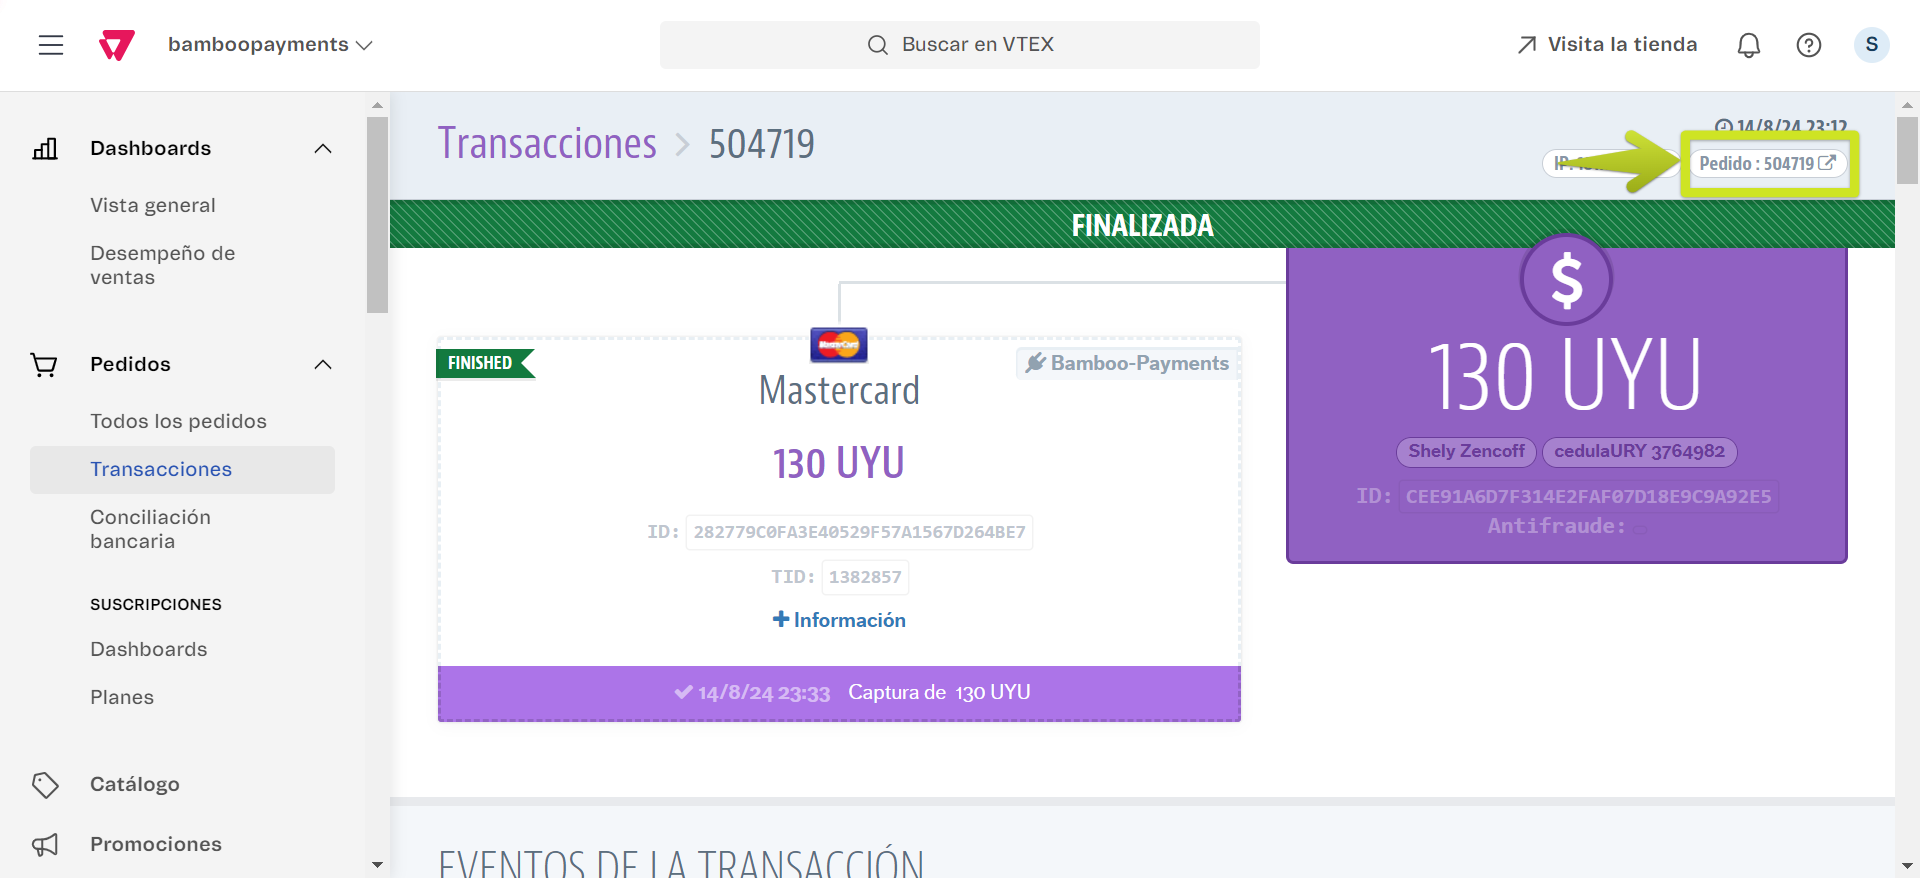 bamboopayments
Buscar en VTEX
Visita la tienda
S
Dashboards
Vista general
Desempeño de
ventas
Pedidos
Todos los pedidos
Transacciones
Conciliación
bancaria
SUSCRIPCIONES
Dashboards
Planes
Catálogo
Promociones
Transacciones > 504719
14/8/24 23:12
Pedido : 504719
FINALIZADA
FINISHED
MasterCard
Bamboo-Payments
Mastercard
130 UYU
ID: 282779C0FA3E40529F57A1567D264BE7
TID: 1382857
Información
14/8/24 23:33 Captura de 130 UYU
$
130 UYU
Shely Zencoff
cedulaURY 3764982
ID: CEE91A6D7F314E2FAF07D18E9C9A92E5
Antifraude:
EVENTOS DE LA TRANSACCIÓN